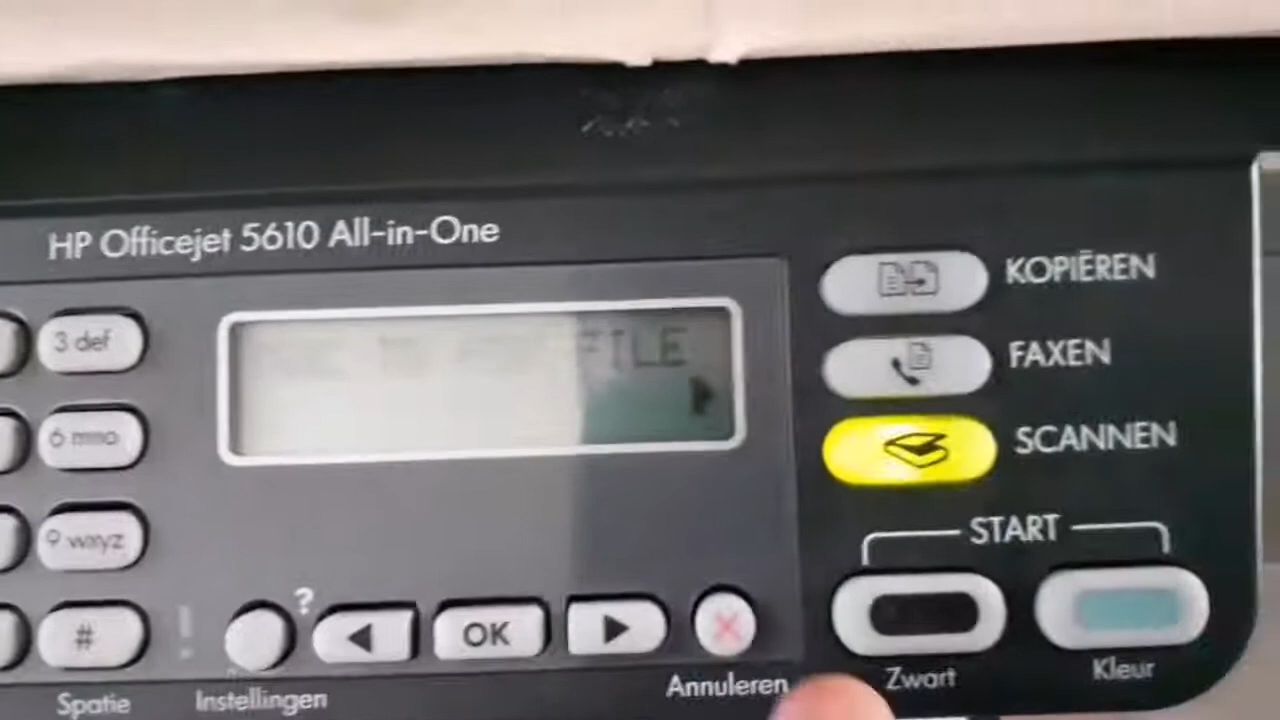 HP Officejet 5610 All-in-One
KOPIËREN
3 def
FILE
FAXEN
6 mno
SCANNEN
9 wxyz
START
?
#
OK
Spatie
Instellingen
Annuleren
Zwart
Kleur